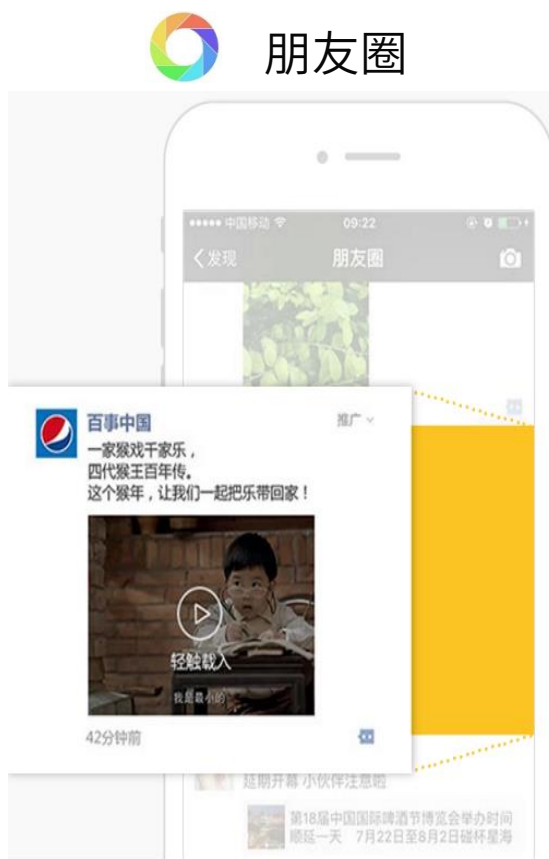 朋友圈
中国移动
09:22
发现
朋友圈
百事中国
推广
一家猴戏千家乐，
四代猴王百年传。
这个猴年，让我们一起把乐带回家！
轻触载入
我是最小的
42分钟前
延期开幕 小伙伴注意啦
第18届中国国际啤酒节博览会举办时间
顺延一天 7月22日至8月2日碰杯星海